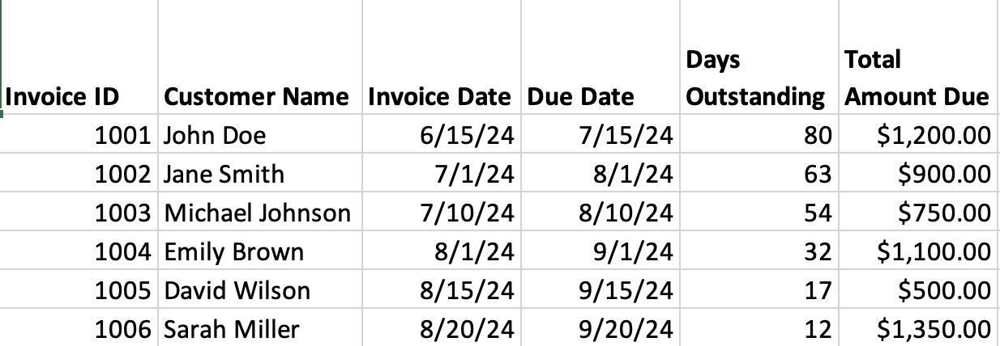 Invoice ID Customer Name Invoice Date Due Date Days Outstanding Total Amount Due
1001 John Doe 6/15/24 7/15/24 80 $1,200.00
1002 Jane Smith 7/1/24 8/1/24 63 $900.00
1003 Michael Johnson 7/10/24 8/10/24 54 $750.00
1004 Emily Brown 8/1/24 9/1/24 32 $1,100.00
1005 David Wilson 8/15/24 9/15/24 17 $500.00
1006 Sarah Miller 8/20/24 9/20/24 12 $1,350.00